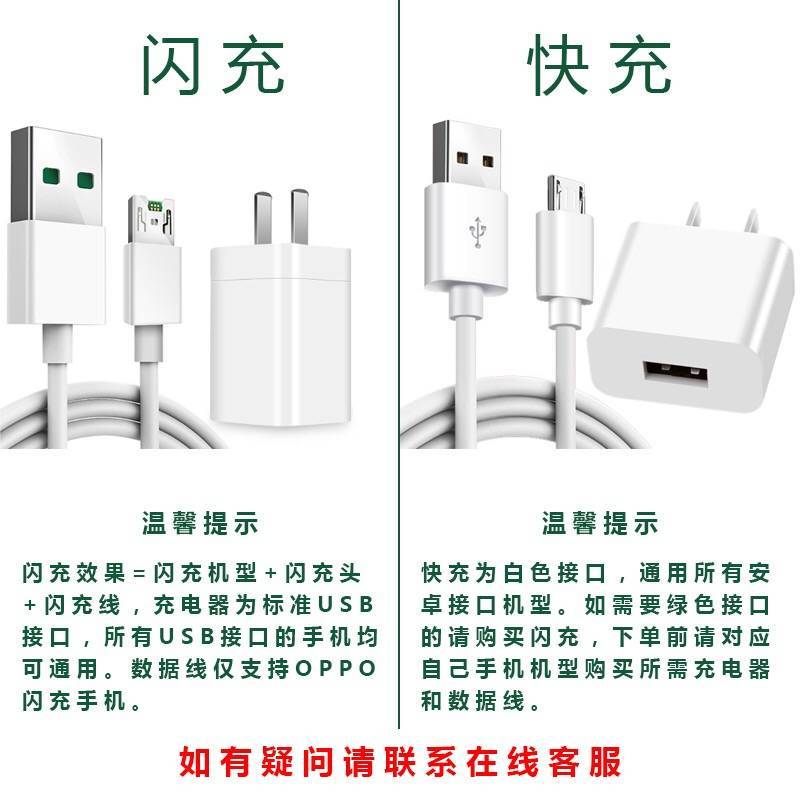 闪充
快充
温馨提示
闪充效果=闪充机型+闪充头
+闪充线，充电器为标准USB
接口，所有USB接口的手机均
可通用。数据线仅支持OPPO
闪充手机。
温馨提示
快充为白色接口，通用所有安
卓接口机型。如需要绿色接口
的请购买闪充，下单前请对应
自己手机机型购买所需充电器
和数据线。
如有疑问请联系在线客服